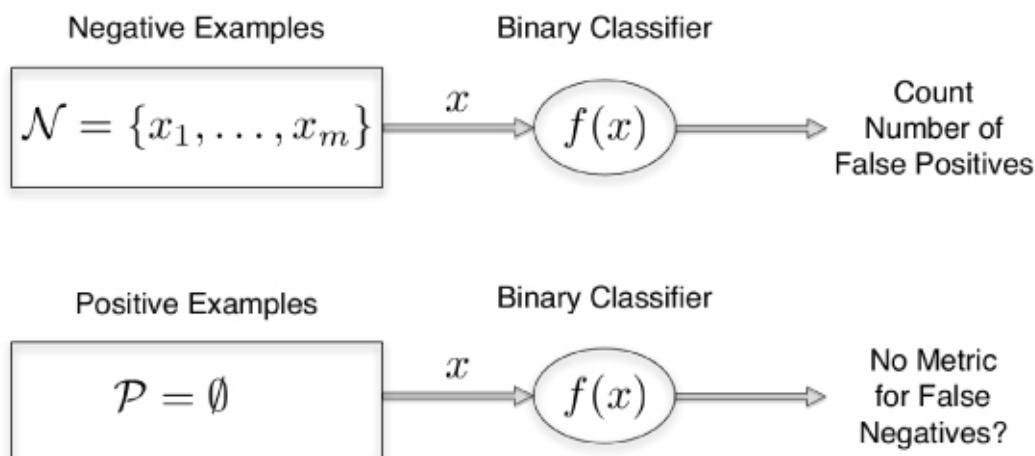 Negative Examples
Binary Classifier
𝒩 = {x₁, . . . , xₘ}
x
f(x)
Count
Number of
False Positives
Positive Examples
Binary Classifier
𝒫 = ∅
x
f(x)
No Metric
for False
Negatives?